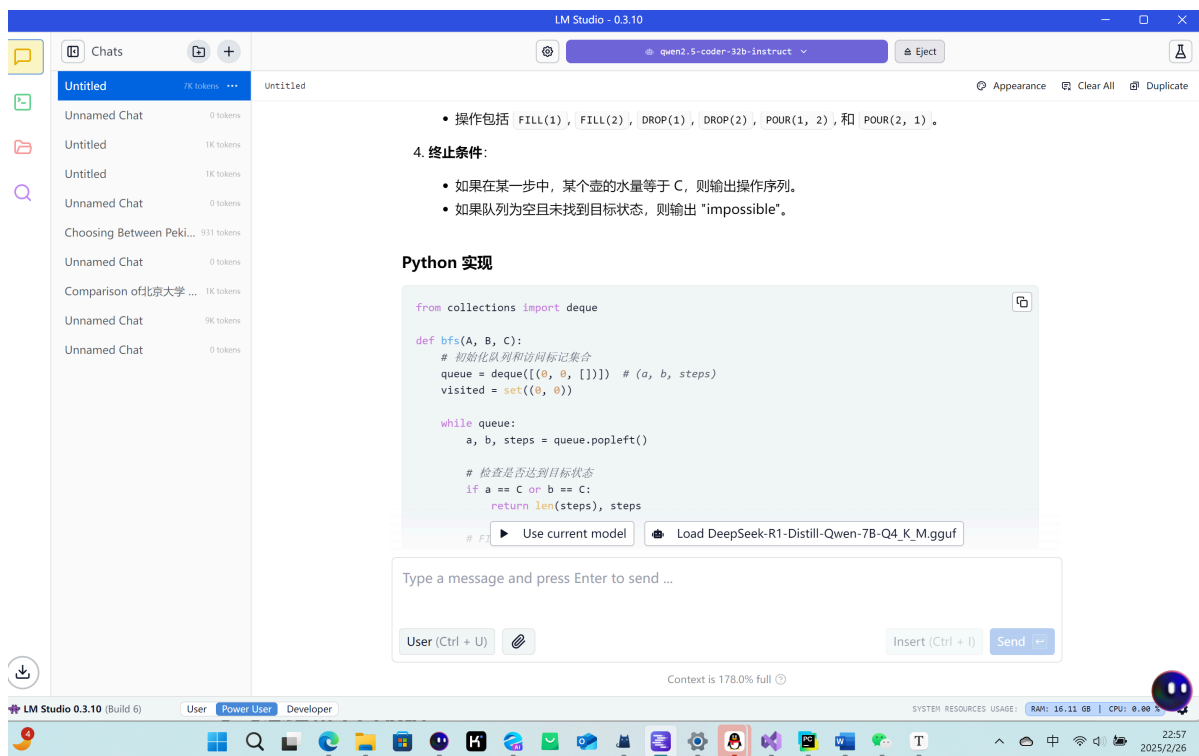 LM Studio - 0.3.10
Chats
qwen2.5-coder-32b-instruct
Eject
Untitled 7K tokens ···
Untitled
Appearance
Clear All
Duplicate
Unnamed Chat 0 tokens
Untitled 1K tokens
Untitled 1K tokens
Unnamed Chat 0 tokens
Choosing Between Peki... 931 tokens
Unnamed Chat 0 tokens
Comparison of北京大学 ... 1K tokens
Unnamed Chat 9K tokens
Unnamed Chat 0 tokens
• 操作包括 FILL(1), FILL(2), DROP(1), DROP(2), POUR(1, 2), 和 POUR(2, 1)。
4. 终止条件:
• 如果在某一步中，某个壶的水量等于 C，则输出操作序列。
• 如果队列为空且未找到目标状态，则输出 "impossible"。
Python 实现
from collections import deque
def bfs(A, B, C):
# 初始化队列和访问标记集合
queue = deque([(0, 0, [])]) # (a, b, steps)
visited = set((0, 0))
while queue:
a, b, steps = queue.popleft()
# 检查是否达到目标状态
if a == C or b == C:
return len(steps), steps
Use current model
Load DeepSeek-R1-Distill-Qwen-7B-Q4_K_M.gguf
Type a message and press Enter to send ...
User (Ctrl + U)
Insert (Ctrl + I)
Send
Context is 178.0% full
LM Studio 0.3.10 (Build 6)
User
Power User
Developer
SYSTEM RESOURCES USAGE:
RAM: 16.11 GB | CPU: 0.00 %
4
中
22:57
2025/2/26